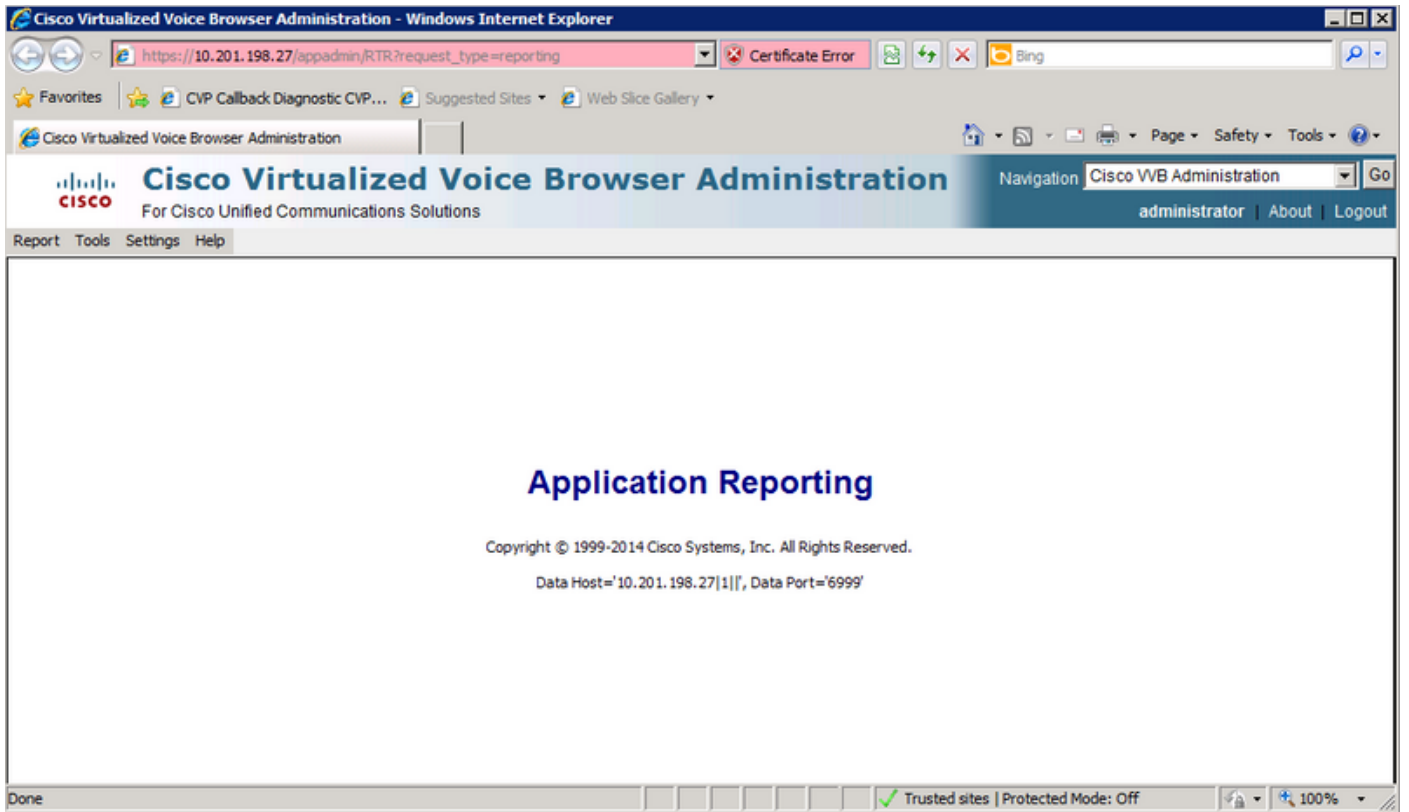 Cisco Virtualized Voice Browser Administration - Windows Internet Explorer
https://10.201.198.27/appadmin/RTR?request_type=reporting Certificate Error Bing
Favorites CVP Callback Diagnostic CVP... Suggested Sites Web Slice Gallery
Cisco Virtualized Voice Browser Administration Page Safety Tools
CISCO Cisco Virtualized Voice Browser Administration Navigation Cisco VVB Administration Go
For Cisco Unified Communications Solutions administrator | About | Logout
Report Tools Settings Help
Application Reporting
Copyright © 1999-2014 Cisco Systems, Inc. All Rights Reserved.
Data Host='10.201.198.27|1||', Data Port='6999'
Done Trusted sites | Protected Mode: Off 100%